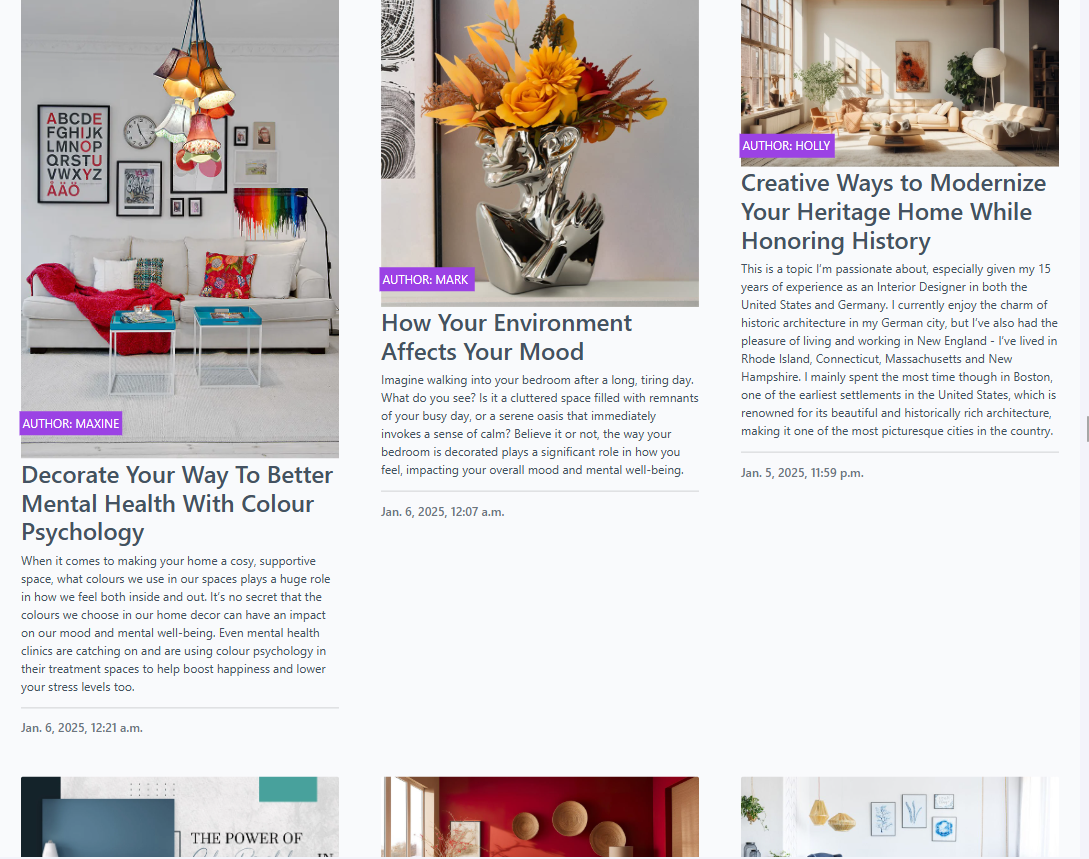 ABCDE
FGHIJK
LMNOP
QRSTU
VWXYZ
ÅÄÖ
AUTHOR: MAXINE
Decorate Your Way To Better
Mental Health With Colour
Psychology
When it comes to making your home a cosy, supportive
space, what colours we use in our spaces plays a huge role
in how we feel both inside and out. It's no secret that the
colours we choose in our home decor can have an impact
on our mood and mental well-being. Even mental health
clinics are catching on and are using colour psychology in
their treatment spaces to help boost happiness and lower
your stress levels too.
Jan. 6, 2025, 12:21 a.m.
AUTHOR: MARK
How Your Environment
Affects Your Mood
Imagine walking into your bedroom after a long, tiring day.
What do you see? Is it a cluttered space filled with remnants
of your busy day, or a serene oasis that immediately
invokes a sense of calm? Believe it or not, the way your
bedroom is decorated plays a significant role in how you
feel, impacting your overall mood and mental well-being.
Jan. 6, 2025, 12:07 a.m.
AUTHOR: HOLLY
Creative Ways to Modernize
Your Heritage Home While
Honoring History
This is a topic I'm passionate about, especially given my 15
years of experience as an Interior Designer in both the
United States and Germany. I currently enjoy the charm of
historic architecture in my German city, but I've also had the
pleasure of living and working in New England - I've lived in
Rhode Island, Connecticut, Massachusetts and New
Hampshire. I mainly spent the most time though in Boston,
one of the earliest settlements in the United States, which is
renowned for its beautiful and historically rich architecture,
making it one of the most picturesque cities in the country.
Jan. 5, 2025, 11:59 p.m.
THE POWER OF
IN